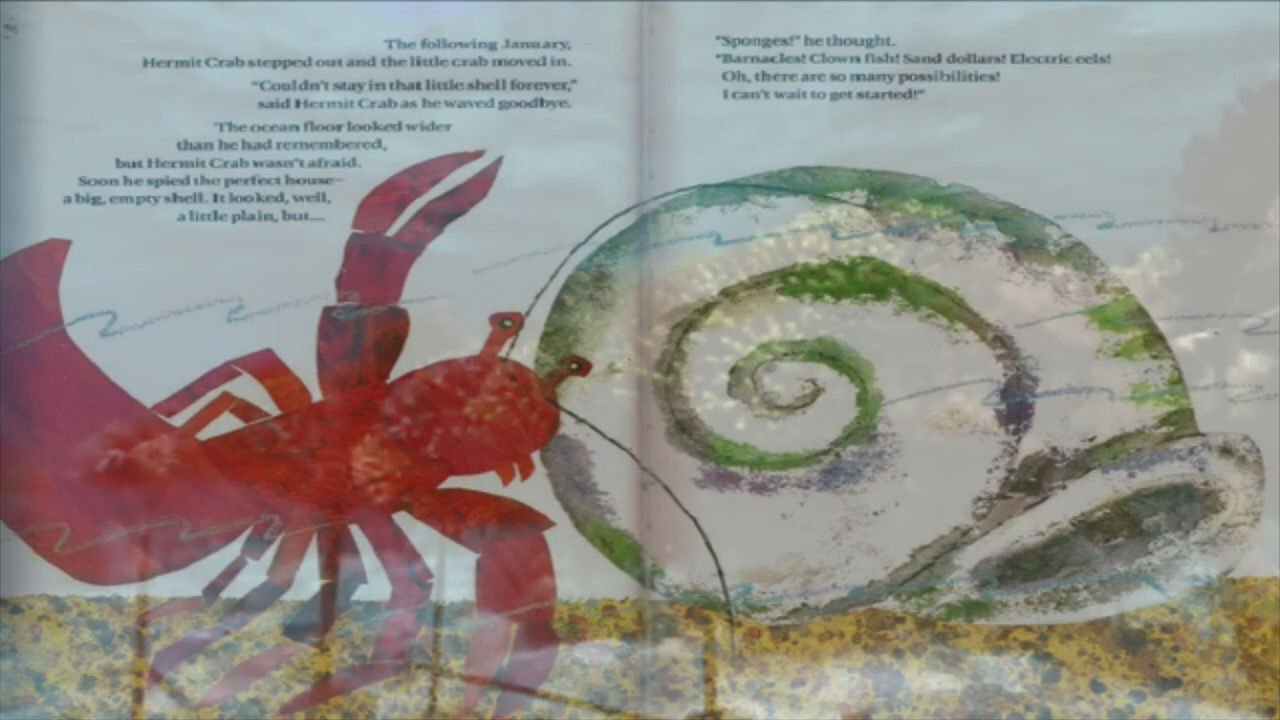 The following January,
Hermit Crab stepped out and the little crab moved in.
"Couldn't stay in that little shell forever,"
said Hermit Crab as he waved goodbye.
The ocean floor looked wider
than he had remembered,
but Hermit Crab wasn't afraid.
Soon he spied the perfect house—
a big, empty shell. It looked, well,
a little plain, but....
"Sponges!" he thought.
"Barnacles! Clown fish! Sand dollars! Electric eels!
Oh, there are so many possibilities!
I can't wait to get started!"